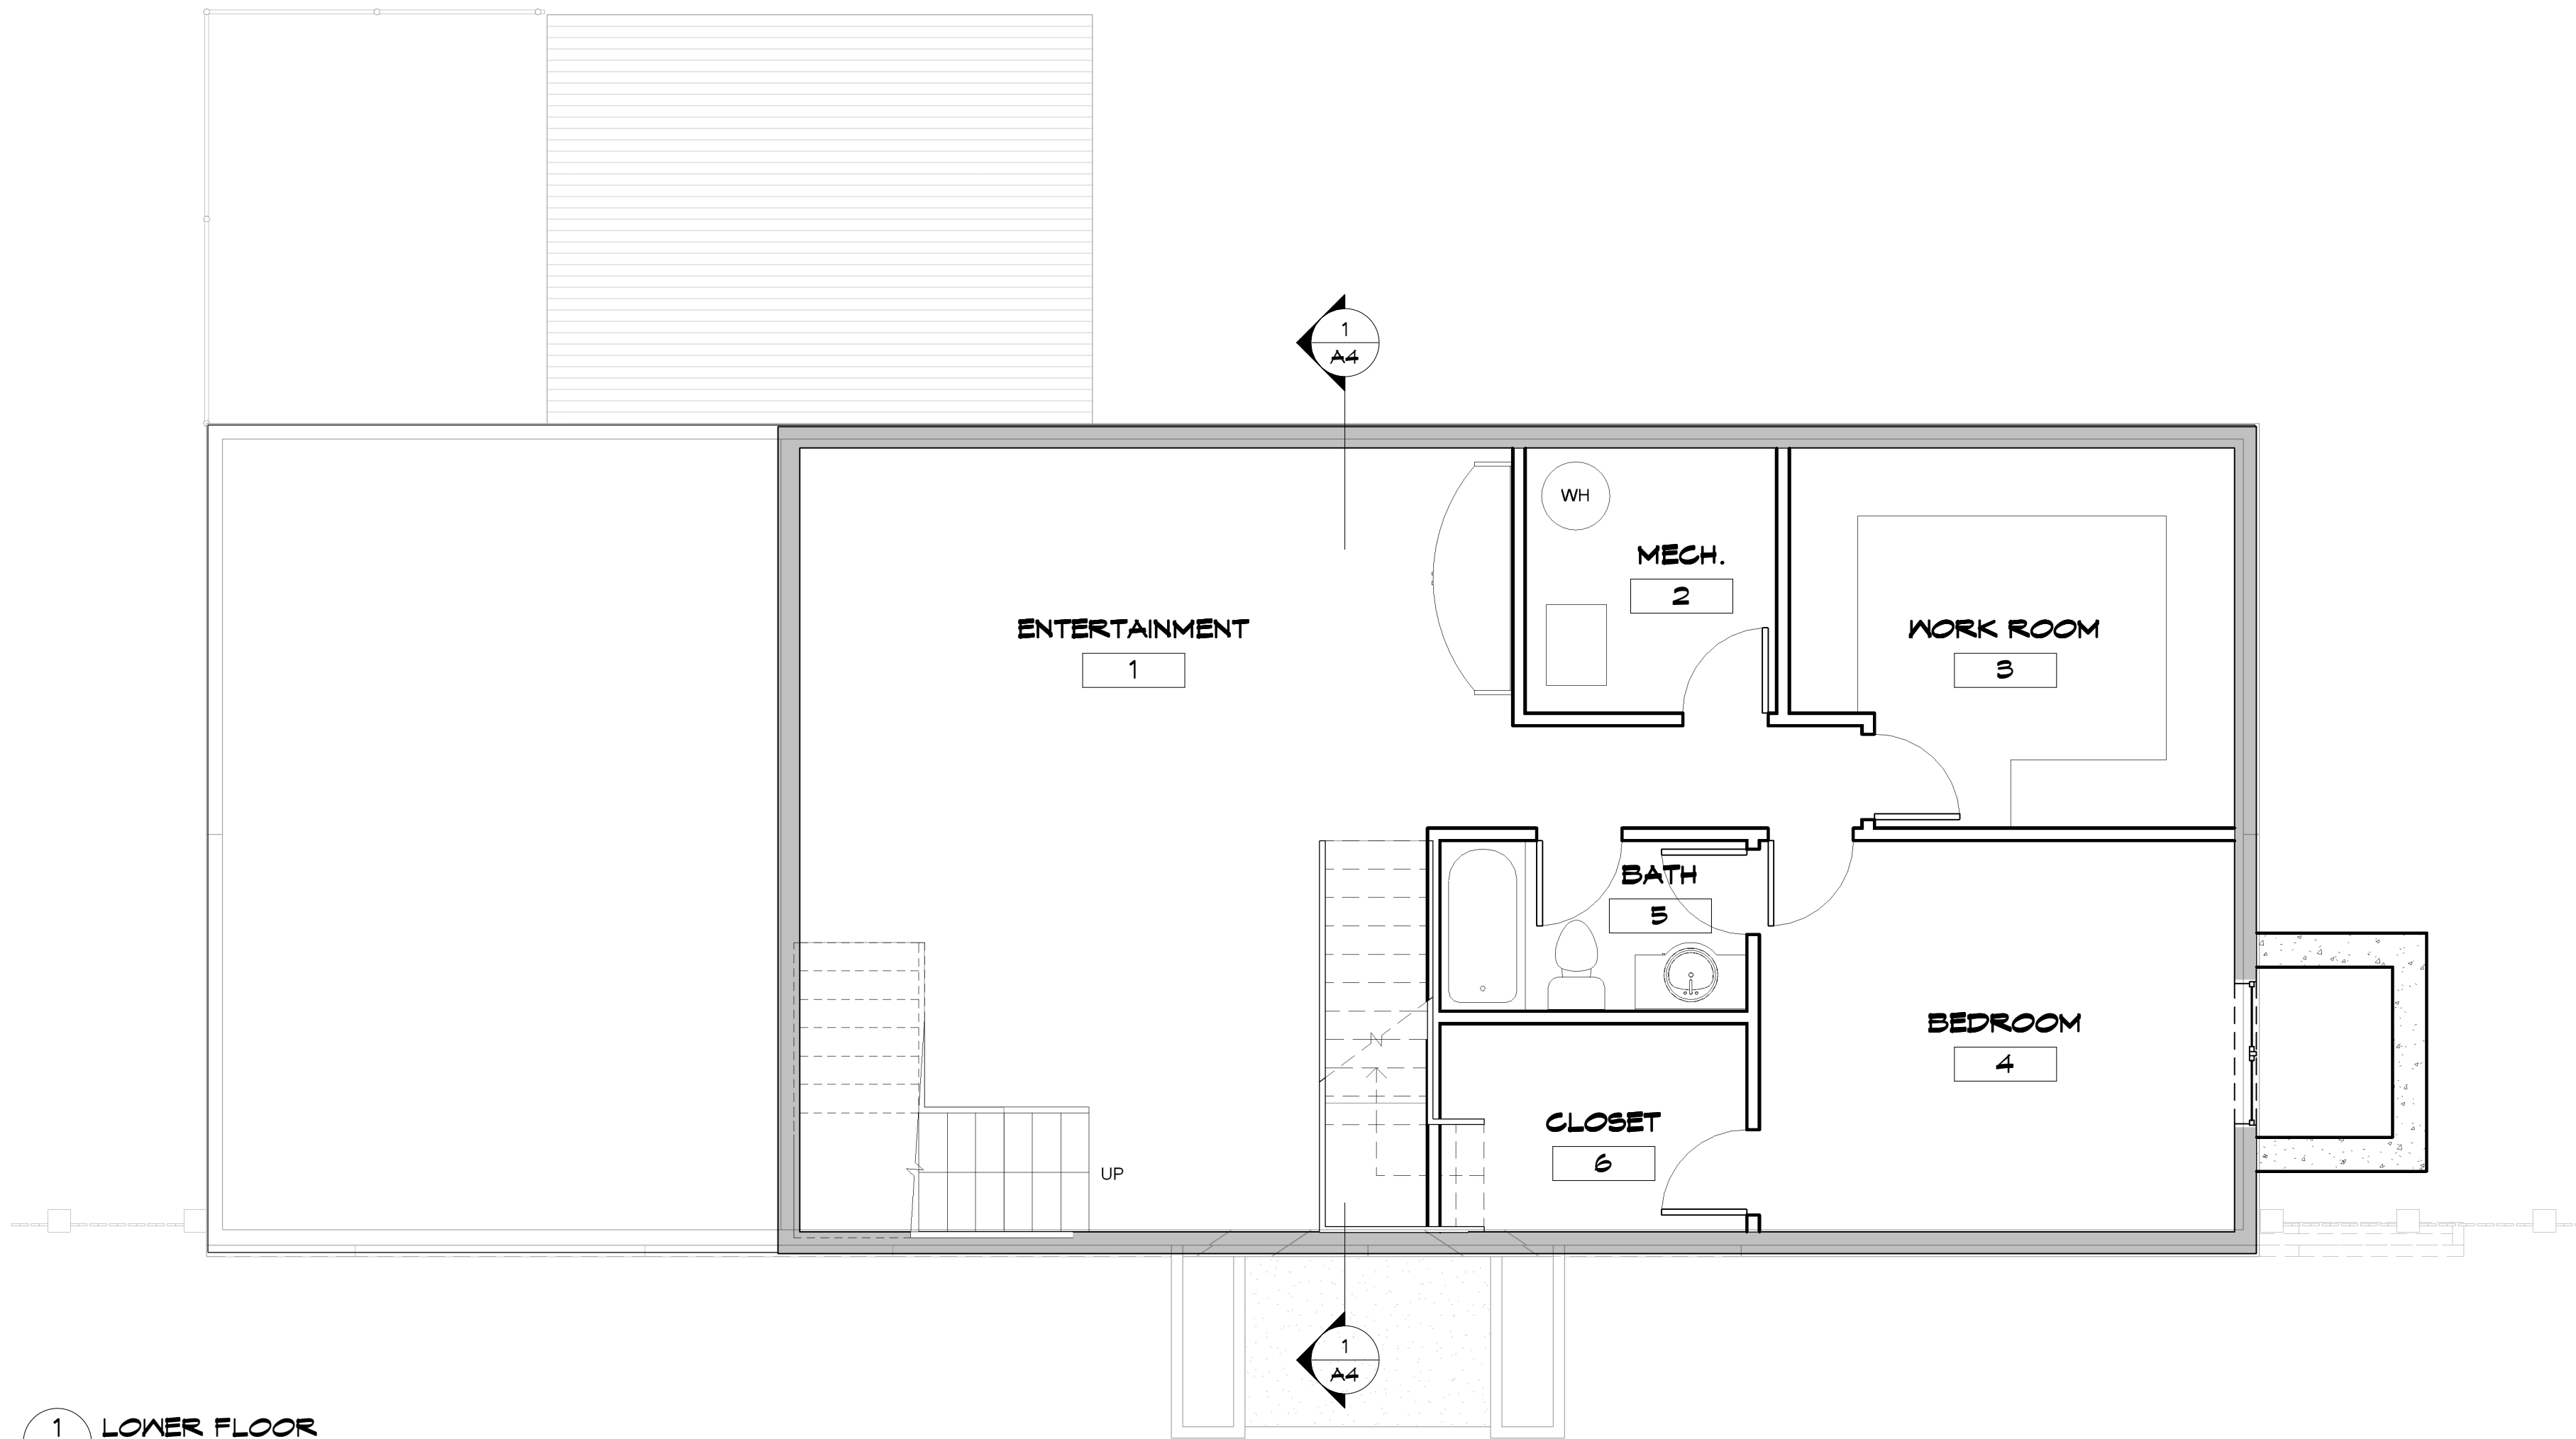 1
A4
WH
MECH.
2
ENTERTAINMENT
1
WORK ROOM
3
BATH
5
BEDROOM
4
CLOSET
6
UP
1
A4
1
LOWER FLOOR